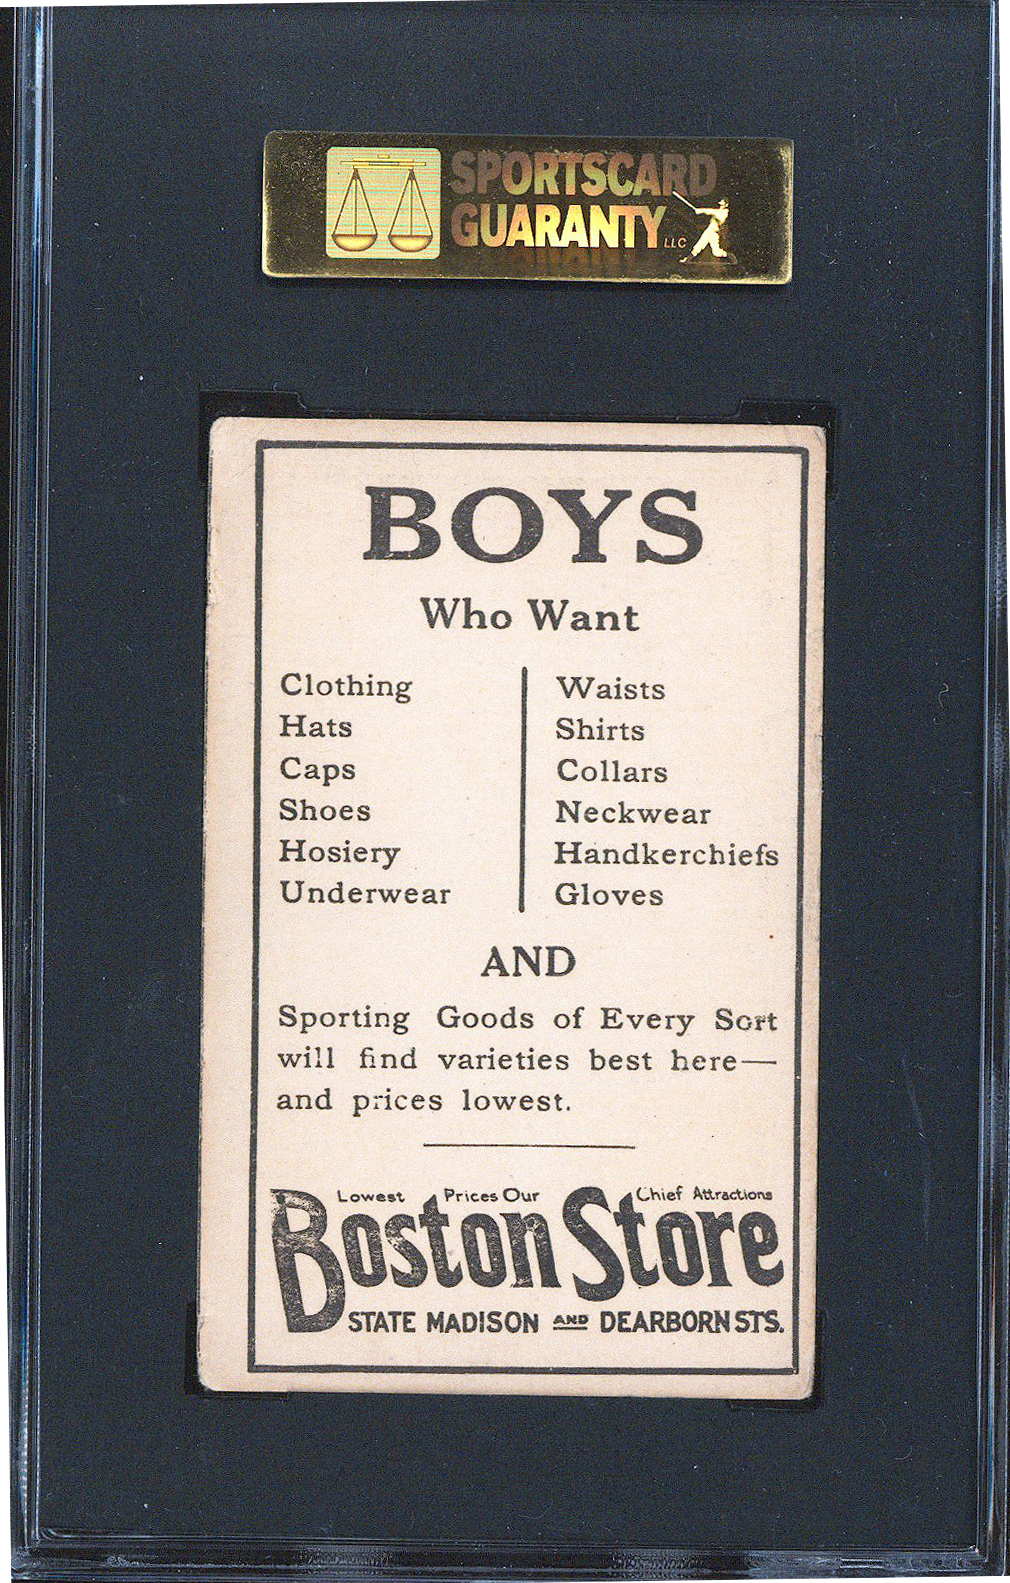 SPORTSCARD
GUARANTY LLC
BOYS
Who Want
Clothing
Hats
Caps
Shoes
Hosiery
Underwear
Waists
Shirts
Collars
Neckwear
Handkerchiefs
Gloves
AND
Sporting Goods of Every Sort
will find varieties best here—
and prices lowest.
Lowest Prices Our Chief Attractions
Boston Store
STATE MADISON AND DEARBORN STS.